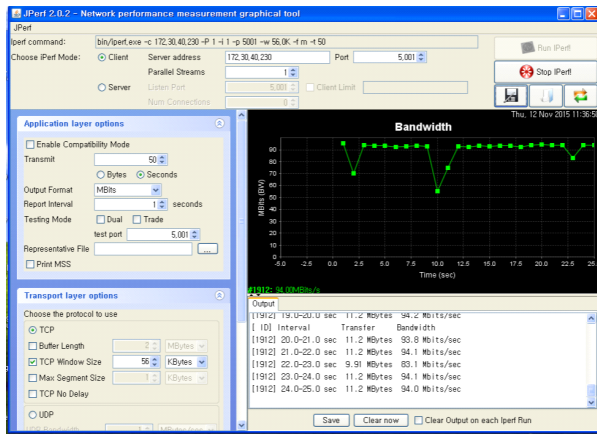 JPerf 2.0.2 - Network performance measurement graphical tool
JPerf
Iperf command: bin/iperf.exe -c 172,30,40,230 -P 1 -i 1 -p 5001 -w 56,0K -f m -t 50
Choose iPerf Mode: Client Server address 172,30,40,230 Port 5,001
Parallel Streams 1
Server Listen Port 5,001 Client Limit
Num Connections 0
Run IPerf!
Stop IPerf!
Application layer options
Enable Compatibility Mode
Transmit 50
Bytes Seconds
Output Format MBits
Report Interval 1 seconds
Testing Mode Dual Trade
test port 5,001
Representative File ...
Print MSS
Transport layer options
Choose the protocol to use
TCP
Buffer Length 2 MBytes
TCP Window Size 56 KBytes
Max Segment Size 1 KBytes
TCP No Delay
UDP
UDP Bandwidth 1 MBytes/sec
Thu, 12 Nov 2015 11:36:50
Bandwidth
MBits (BW)
90
80
70
60
50
40
30
20
10
0
-5.0 -2.5 0.0 2.5 5.0 7.5 10.0 12.5 15.0 17.5 20.0 22.5 25.
Time (sec)
#1912: 94.00MBits/s
Output
[1912] 19.0-20.0 sec 11.2 MBytes 94.2 Mbits/sec
[ ID] Interval Transfer Bandwidth
[1912] 20.0-21.0 sec 11.2 MBytes 93.8 Mbits/sec
[1912] 21.0-22.0 sec 11.2 MBytes 94.1 Mbits/sec
[1912] 22.0-23.0 sec 9.91 MBytes 83.1 Mbits/sec
[1912] 23.0-24.0 sec 11.2 MBytes 94.1 Mbits/sec
[1912] 24.0-25.0 sec 11.2 MBytes 94.0 Mbits/sec
Save Clear now Clear Output on each Iperf Run